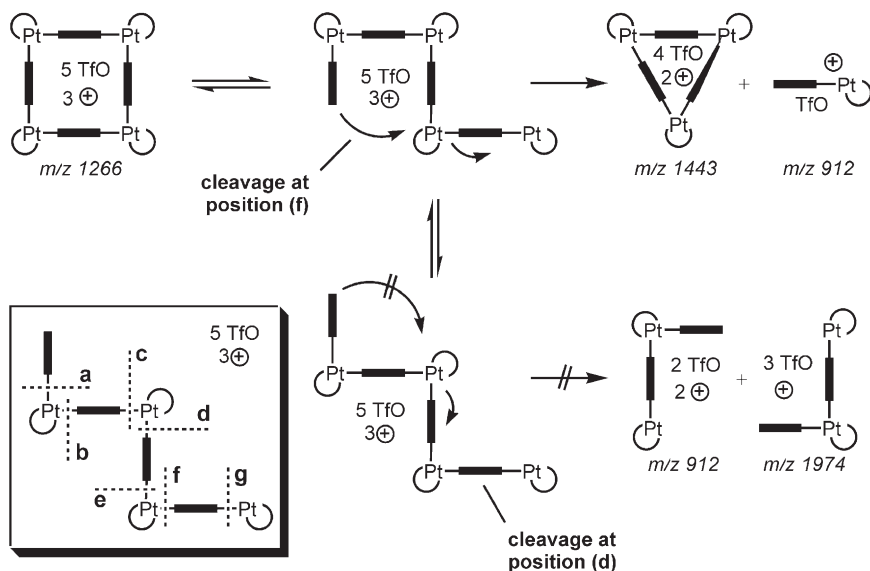 Pt Pt
5 TfO
3 ⊕
Pt Pt
m/z 1266
Pt Pt
5 TfO
3⊕
Pt Pt
cleavage at
position (f)
Pt Pt
4 TfO
2⊕
Pt
m/z 1443
+
⊕
Pt
TfO
m/z 912
Pt Pt
5 TfO
3⊕
Pt Pt
cleavage at
position (d)
Pt
2 TfO
2 ⊕
Pt
m/z 912
+
Pt
3 TfO
⊕
Pt
m/z 1974
5 TfO
3⊕
a
c
Pt Pt
b
d
e
f
g
Pt Pt